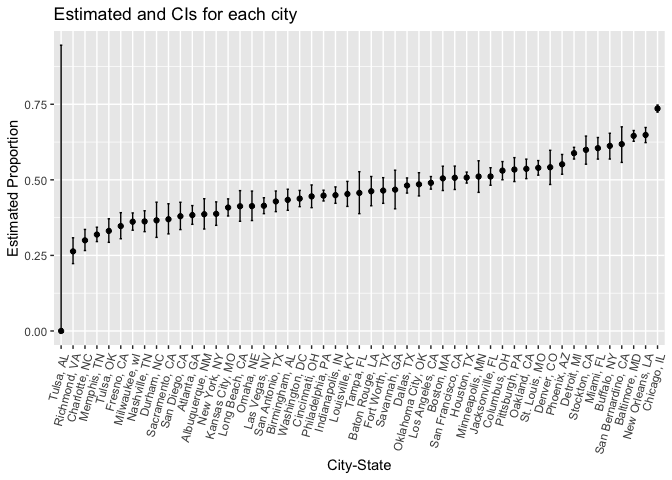 Estimated and CIs for each city
Estimated Proportion
0.75
0.50
0.25
0.00
Tulsa, AL
Richmond, VA
Charlotte, NC
Memphis, TN
Tulsa, OK
Fresno, CA
Milwaukee, wI
Nashville, TN
Durham, NC
Sacramento, CA
San Diego, CA
Atlanta, GA
Albuquerque, NM
New York, NY
Kansas City, MO
Long Beach, CA
Omaha, NE
Las Vegas, NV
San Antonio, TX
Birmingham, AL
Washington, DC
Cincinnati, OH
Philadelphia, PA
Indianapolis, IN
Louisville, KY
Tampa, FL
Baton Rouge, LA
Fort Worth, TX
Savannah, GA
Dallas, TX
Oklahoma City, OK
Los Angeles, CA
Boston, MA
San Francisco, CA
Houston, TX
Minneapolis, MN
Jacksonville, FL
Columbus, OH
Pittsburgh, PA
Oakland, CA
St. Louis, MO
Denver, CO
Phoenix, AZ
Detroit, MI
Stockton, CA
Miami, FL
Buffalo, NY
San Bernardino, CA
Baltimore, MD
New Orleans, LA
Chicago, IL
City-State